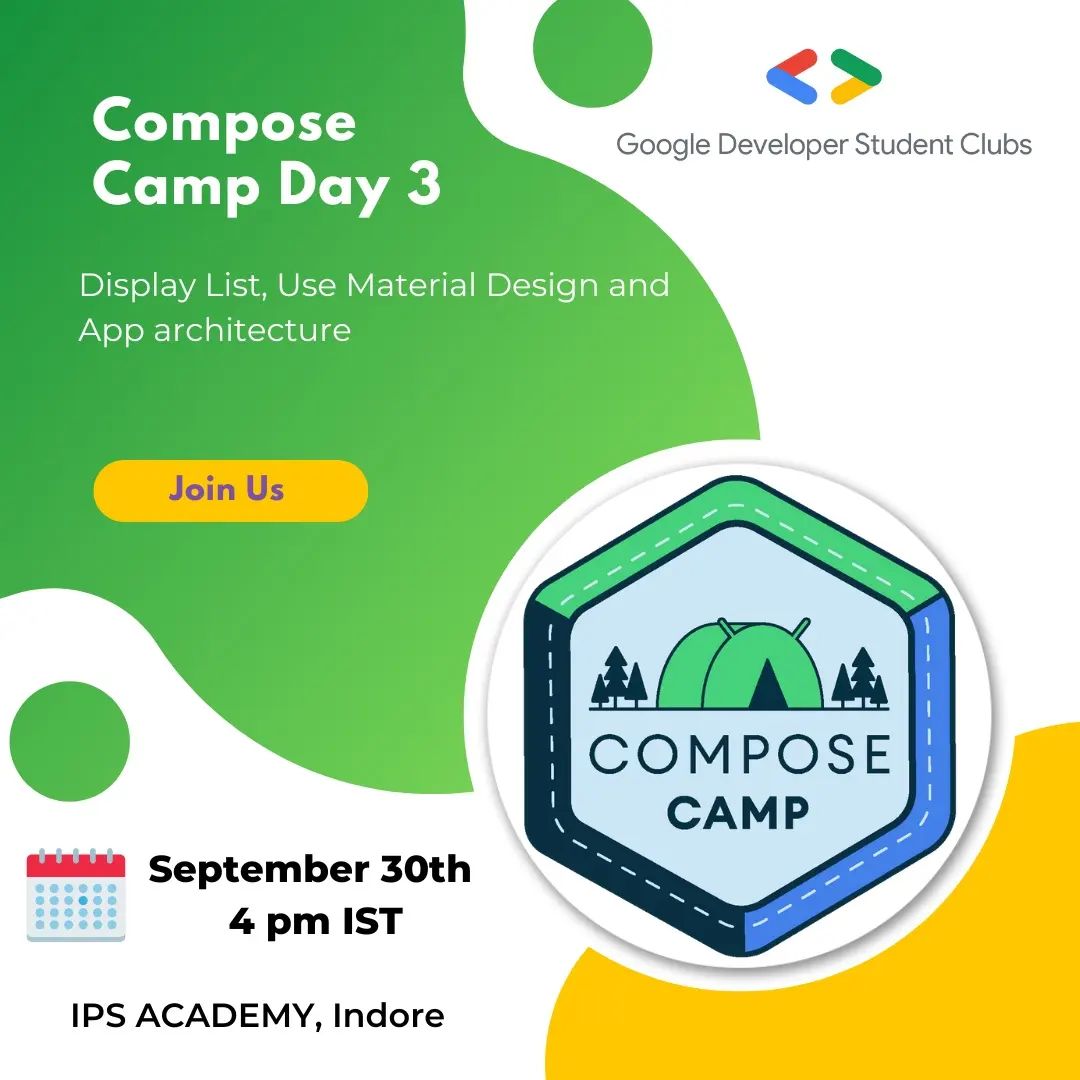 Compose
Camp Day 3
Google Developer Student Clubs
Display List, Use Material Design and
App architecture
Join Us
COMPOSE
CAMP
September 30th
4 pm IST
IPS ACADEMY, Indore